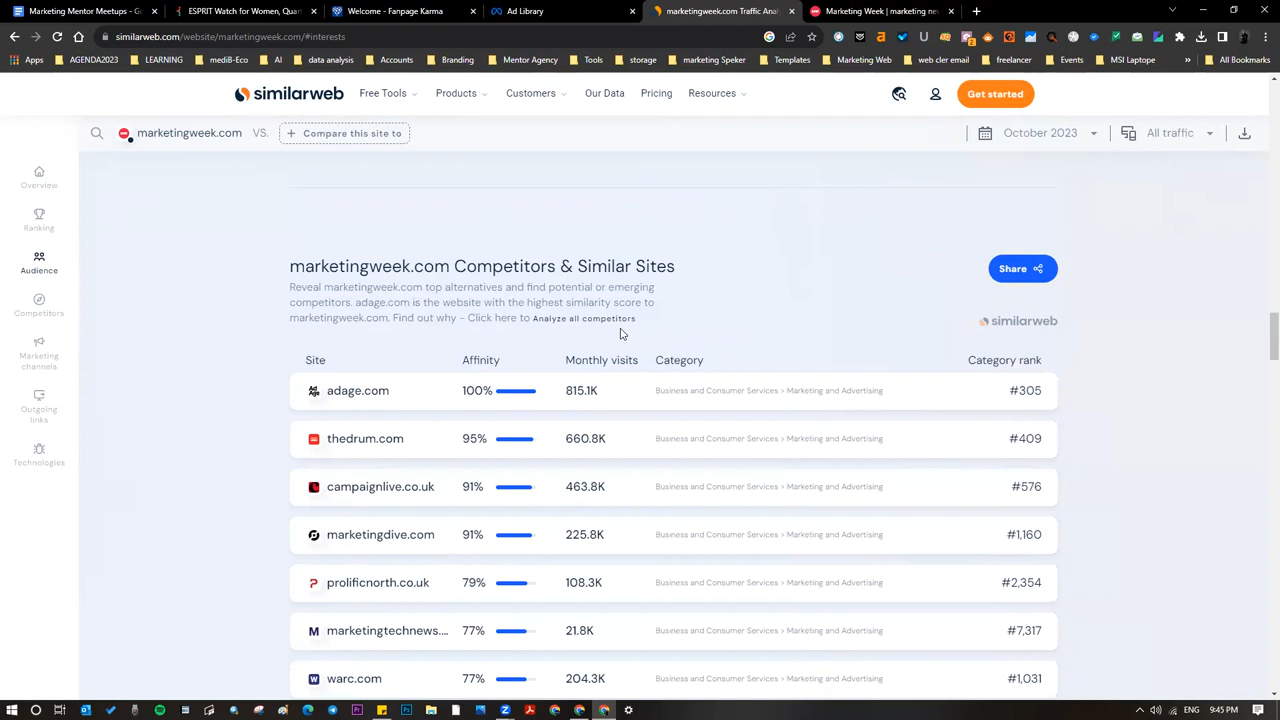 Marketing Mentor Meetups - G
ESPRIT Watch for Women, Quart
Welcome - Fanpage Karma
Ad Library
marketingweek.com Traffic Analy
Marketing Week | marketing ne
similarweb.com/website/marketingweek.com/#interests
Apps
AGENDA2023
LEARNING
medi8-Eco
AI
data analysis
Accounts
Branding
Mentor Agency
Tools
storage
marketing Speker
Templates
Marketing Web
web cler email
freelancer
Events
MSI Laptope
»
All Bookmarks
similarweb
Free Tools
Products
Customers
Our Data
Pricing
Resources
Get started
marketingweek.com
VS.
+ Compare this site to
October 2023
All traffic
Overview
Ranking
Audience
Competitors
Marketing
channels
Outgoing
links
Technologies
marketingweek.com Competitors & Similar Sites
Reveal marketingweek.com top alternatives and find potential or emerging
competitors. adage.com is the website with the highest similarity score to
marketingweek.com. Find out why - Click here to Analyze all competitors
Share
similarweb
Site Affinity Monthly visits Category Category rank
adage.com 100% 815.1K Business and Consumer Services > Marketing and Advertising #305
thedrum.com 95% 660.8K Business and Consumer Services > Marketing and Advertising #409
campaignlive.co.uk 91% 463.8K Business and Consumer Services > Marketing and Advertising #576
marketingdive.com 91% 225.8K Business and Consumer Services > Marketing and Advertising #1,160
prolificnorth.co.uk 79% 108.3K Business and Consumer Services > Marketing and Advertising #2,354
marketingtechnews.... 77% 21.8K Business and Consumer Services > Marketing and Advertising #7,317
warc.com 77% 204.3K Business and Consumer Services > Marketing and Advertising #1,031
ENG 9:45 PM